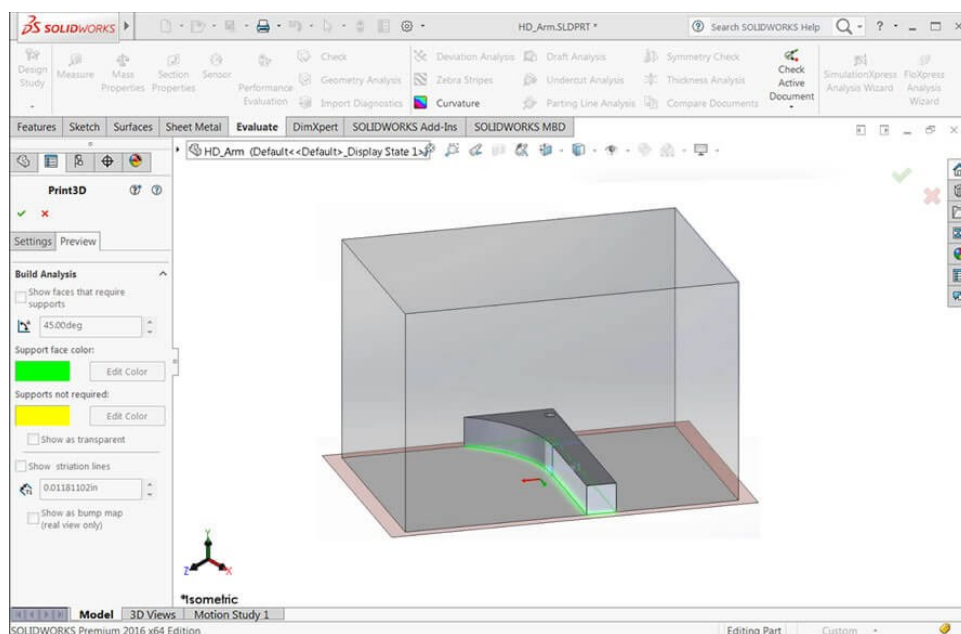 SOLIDWORKS
HD_Arm.SLDPRT *
Search SOLIDWORKS Help
Design Study
Measure
Mass Properties
Section Properties
Sensor
Performance Evaluation
Check
Geometry Analysis
Import Diagnostics
Deviation Analysis
Zebra Stripes
Curvature
Draft Analysis
Undercut Analysis
Parting Line Analysis
Symmetry Check
Thickness Analysis
Compare Documents
Check Active Document
SimulationXpress Analysis Wizard
FloXpress Analysis Wizard
Features Sketch Surfaces Sheet Metal Evaluate DimXpert SOLIDWORKS Add-Ins SOLIDWORKS MBD
HD_Arm (Default<<Default>_Display State 1>)
Print3D
Settings Preview
Build Analysis
Show faces that require
supports
45.00deg
Support face color:
Edit Color
Supports not required:
Edit Color
Show as transparent
Show striation lines
0.01181102in
Show as bump map
(real view only)
Y
Z X
*Isometric
Model 3D Views Motion Study 1
SOLIDWORKS Premium 2016 x64 Edition
Editing Part Custom